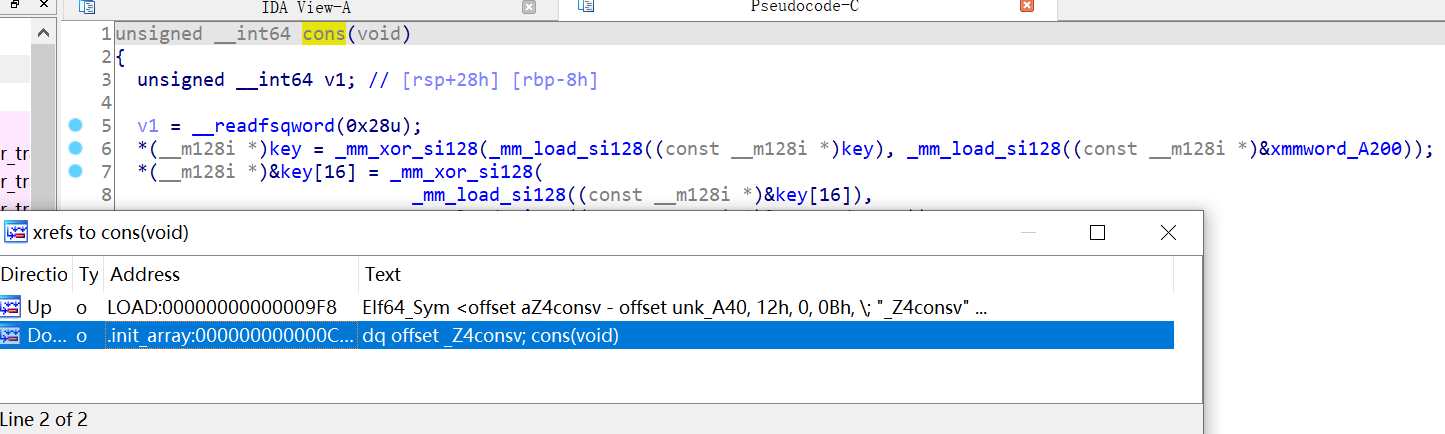 IDA View-A
Pseudocode-C
1 unsigned __int64 cons(void)
2 {
3 unsigned __int64 v1; // [rsp+28h] [rbp-8h]
4
5 v1 = __readfsqword(0x28u);
6 *(__m128i *)key = _mm_xor_si128(_mm_load_si128((const __m128i *)key), _mm_load_si128((const __m128i *)&xmmword_A200));
7 *(__m128i *)&key[16] = _mm_xor_si128(
8 _mm_load_si128((const __m128i *)&key[16]),
r_tr
r_tr
xrefs to cons(void)
Directio Ty Address Text
Up o LOAD:00000000000009F8 Elf64_Sym <offset aZ4consv - offset unk_A40, 12h, 0, 0Bh, \; "_Z4consv" ...
Do... o .init_array:000000000000C... dq offset _Z4consv; cons(void)
Line 2 of 2